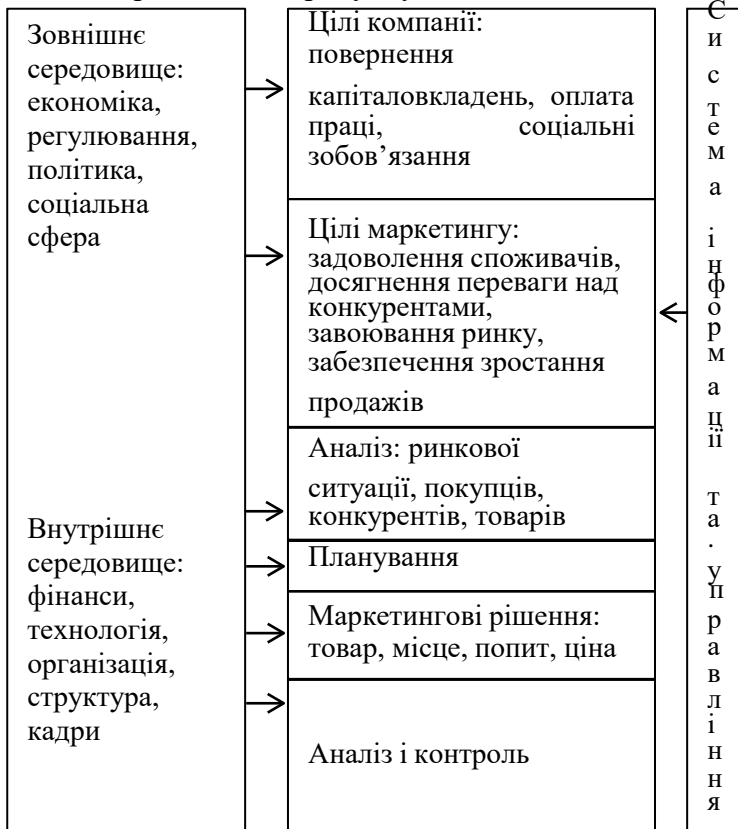 Зовнішнє
середовище:
економіка,
регулювання,
політика,
соціальна
сфера
Внутрішнє
середовище:
фінанси,
технологія,
організація,
структура,
кадри
Цілі компанії:
повернення
капіталовкладень, оплата
праці, соціальні
зобов’язання
Цілі маркетингу:
задоволення споживачів,
досягнення переваги над
конкурентами,
завоювання ринку,
забезпечення зростання
продажів
Аналіз: ринкової
ситуації, покупців,
конкурентів, товарів
Планування
Маркетингові рішення:
товар, місце, попит, ціна
Аналіз і контроль
Система інформації та.управління